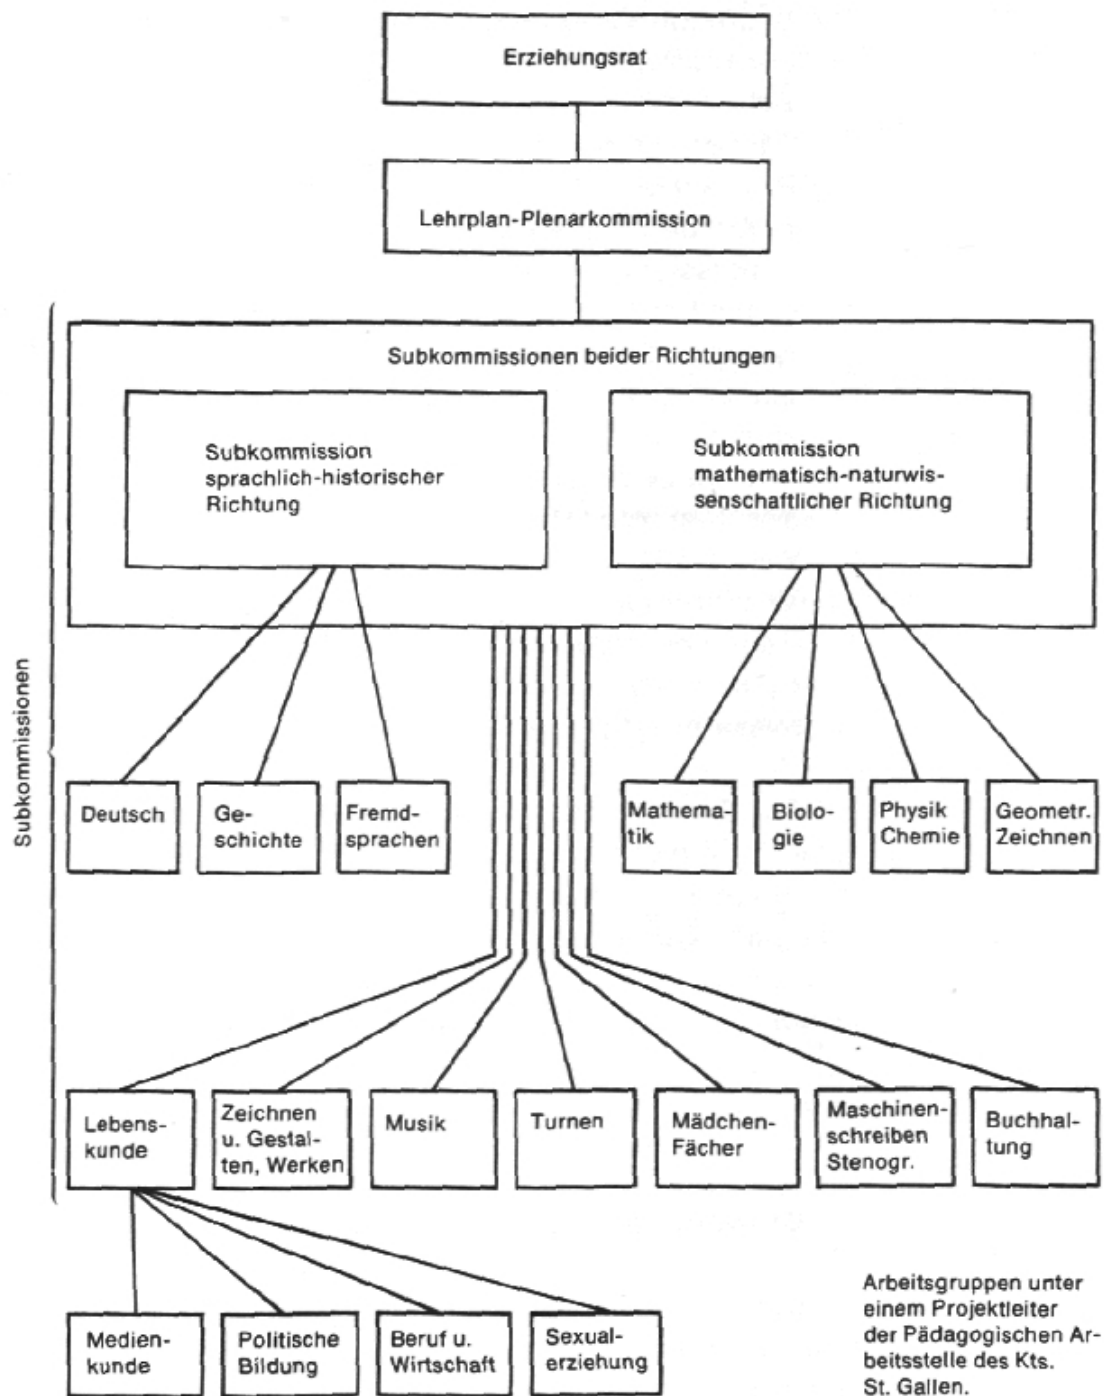 Erziehungsrat
Lehrplan-Plenarkommission
Subkommissionen beider Richtungen
Subkommission
sprachlich-historischer
Richtung
Subkommission
mathematisch-naturwis-
senschaftlicher Richtung
Subkommissionen
Deutsch
Ge-
schichte
Fremd-
sprachen
Mathema-
tik
Biolo-
gie
Physik
Chemie
Geometr.
Zeichnen
Lebens-
kunde
Zeichnen
u. Gestal-
ten, Werken
Musik
Turnen
Mädchen-
Fächer
Maschinen-
schreiben
Stenogr.
Buchhal-
tung
Medien-
kunde
Politische
Bildung
Beruf u.
Wirtschaft
Sexual-
erziehung
Arbeitsgruppen unter
einem Projektleiter
der Pädagogischen Ar-
beitsstelle des Kts.
St. Gallen.